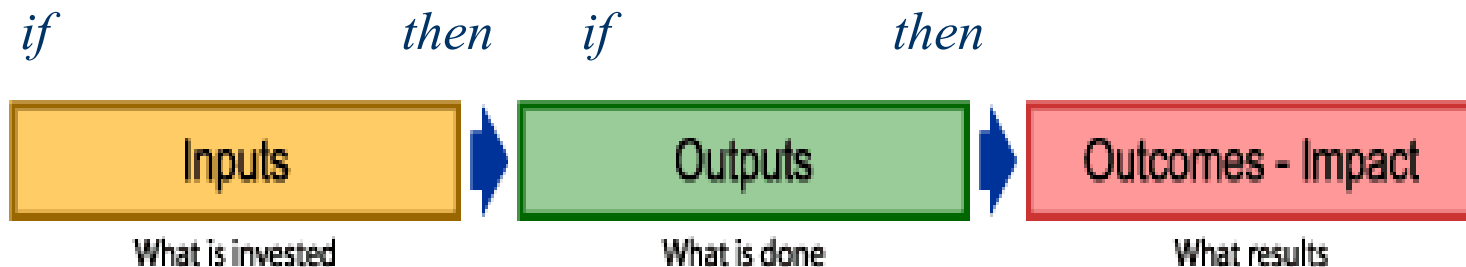 if then if then
Inputs Outputs Outcomes - Impact
What is invested What is done What results